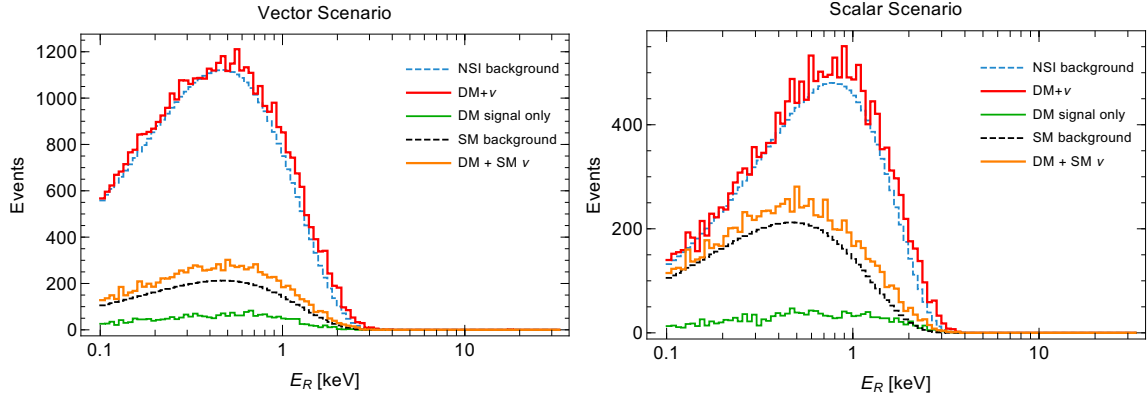 Vector Scenario
Events
1200
1000
800
600
400
200
0
0.1
1
10
E_R [keV]
NSI background
DM+ν
DM signal only
SM background
DM + SM ν
Scalar Scenario
Events
400
200
0
0.1
1
10
E_R [keV]
NSI background
DM+ν
DM signal only
SM background
DM + SM ν